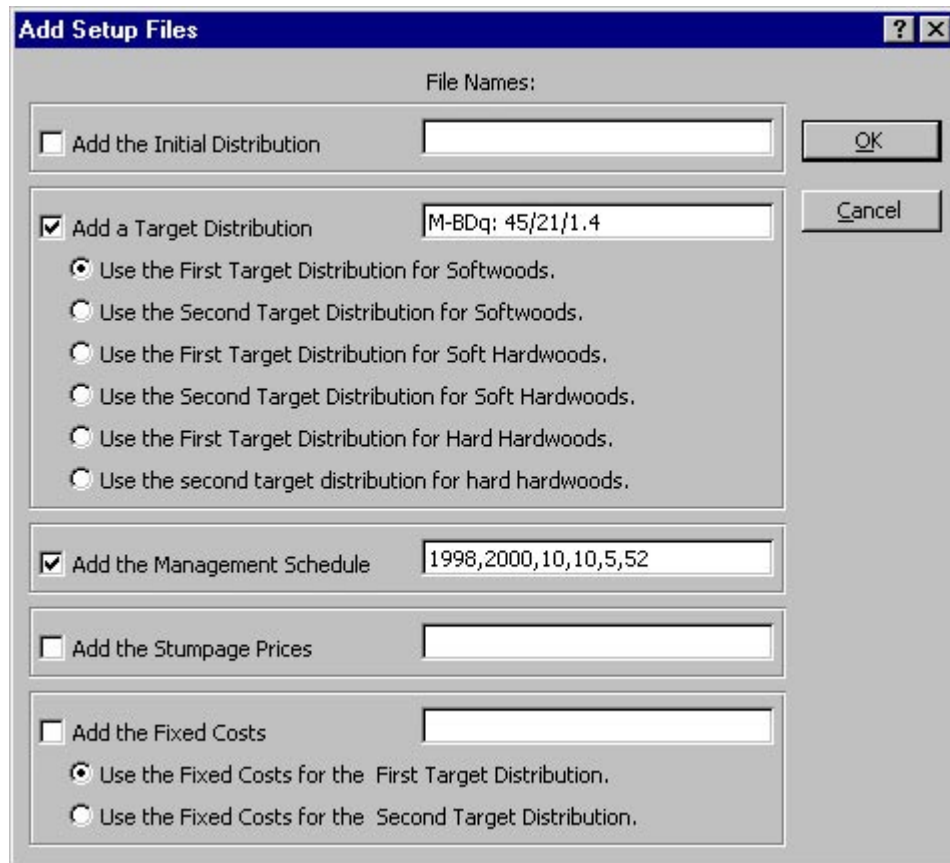 Add Setup Files
File Names:
Add the Initial Distribution
OK
Add a Target Distribution M-BDq: 45/21/1.4
Cancel
Use the First Target Distribution for Softwoods.
Use the Second Target Distribution for Softwoods.
Use the First Target Distribution for Soft Hardwoods.
Use the Second Target Distribution for Soft Hardwoods.
Use the First Target Distribution for Hard Hardwoods.
Use the second target distribution for hard hardwoods.
Add the Management Schedule 1998,2000,10,10,5,52
Add the Stumpage Prices
Add the Fixed Costs
Use the Fixed Costs for the  First Target Distribution.
Use the Fixed Costs for the  Second Target Distribution.